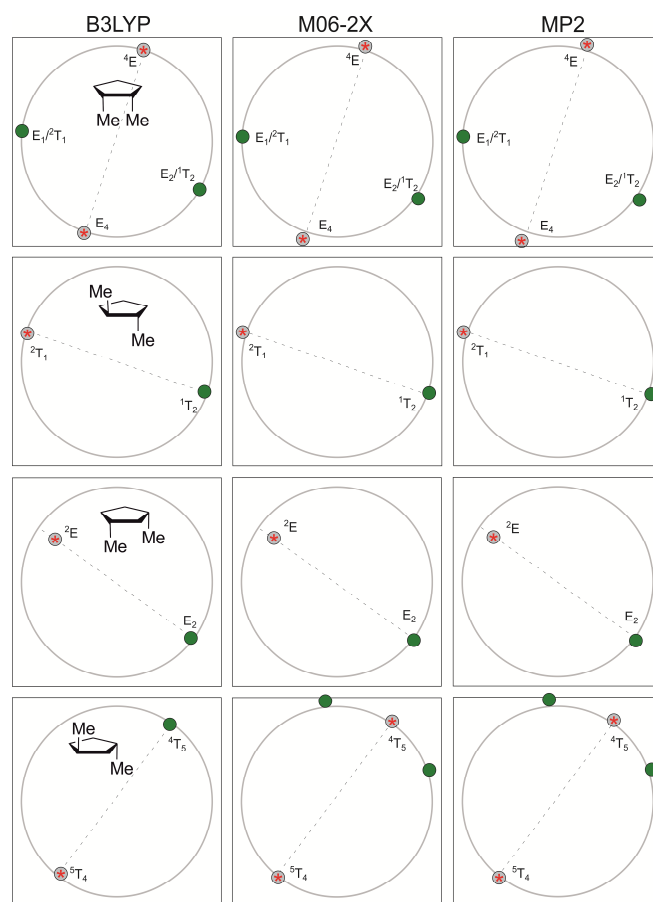 B3LYP M06-2X MP2
⁴E ⁴E ⁴E
Me Me
E₁/²T₁ E₁/²T₁ E₁/²T₁
E₂/¹T₂ E₂/¹T₂ E₂/¹T₂
E₄ E₄ E₄
Me
Me
²T₁ ²T₁ ²T₁
¹T₂ ¹T₂ ¹T₂
²E ²E ²E
Me Me
E₂ E₂ F₂
Me
⁴T₅ ⁴T₅ ⁴T₅
Me
⁵T₄ ⁵T₄ ⁵T₄